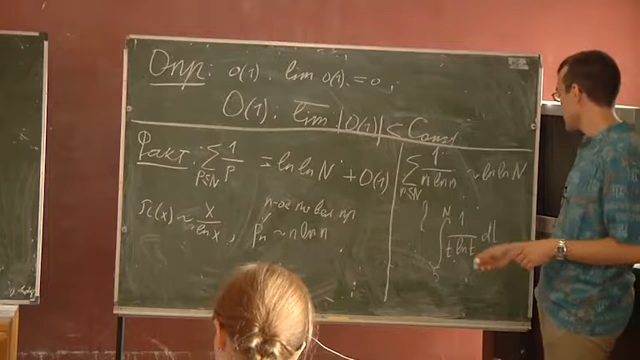 Опр: o(1). lim o(1) = 0.
O(1): lim |O(1)| ≤ Const
Факт: ∑ p≤N 1/p = ln ln N + O(1)
π(x) ~ x/ln x, p_n ~ n ln n
∑ n≤N 1/(n ln n) ~ ln ln N
∫ N 1/(t ln t) dt